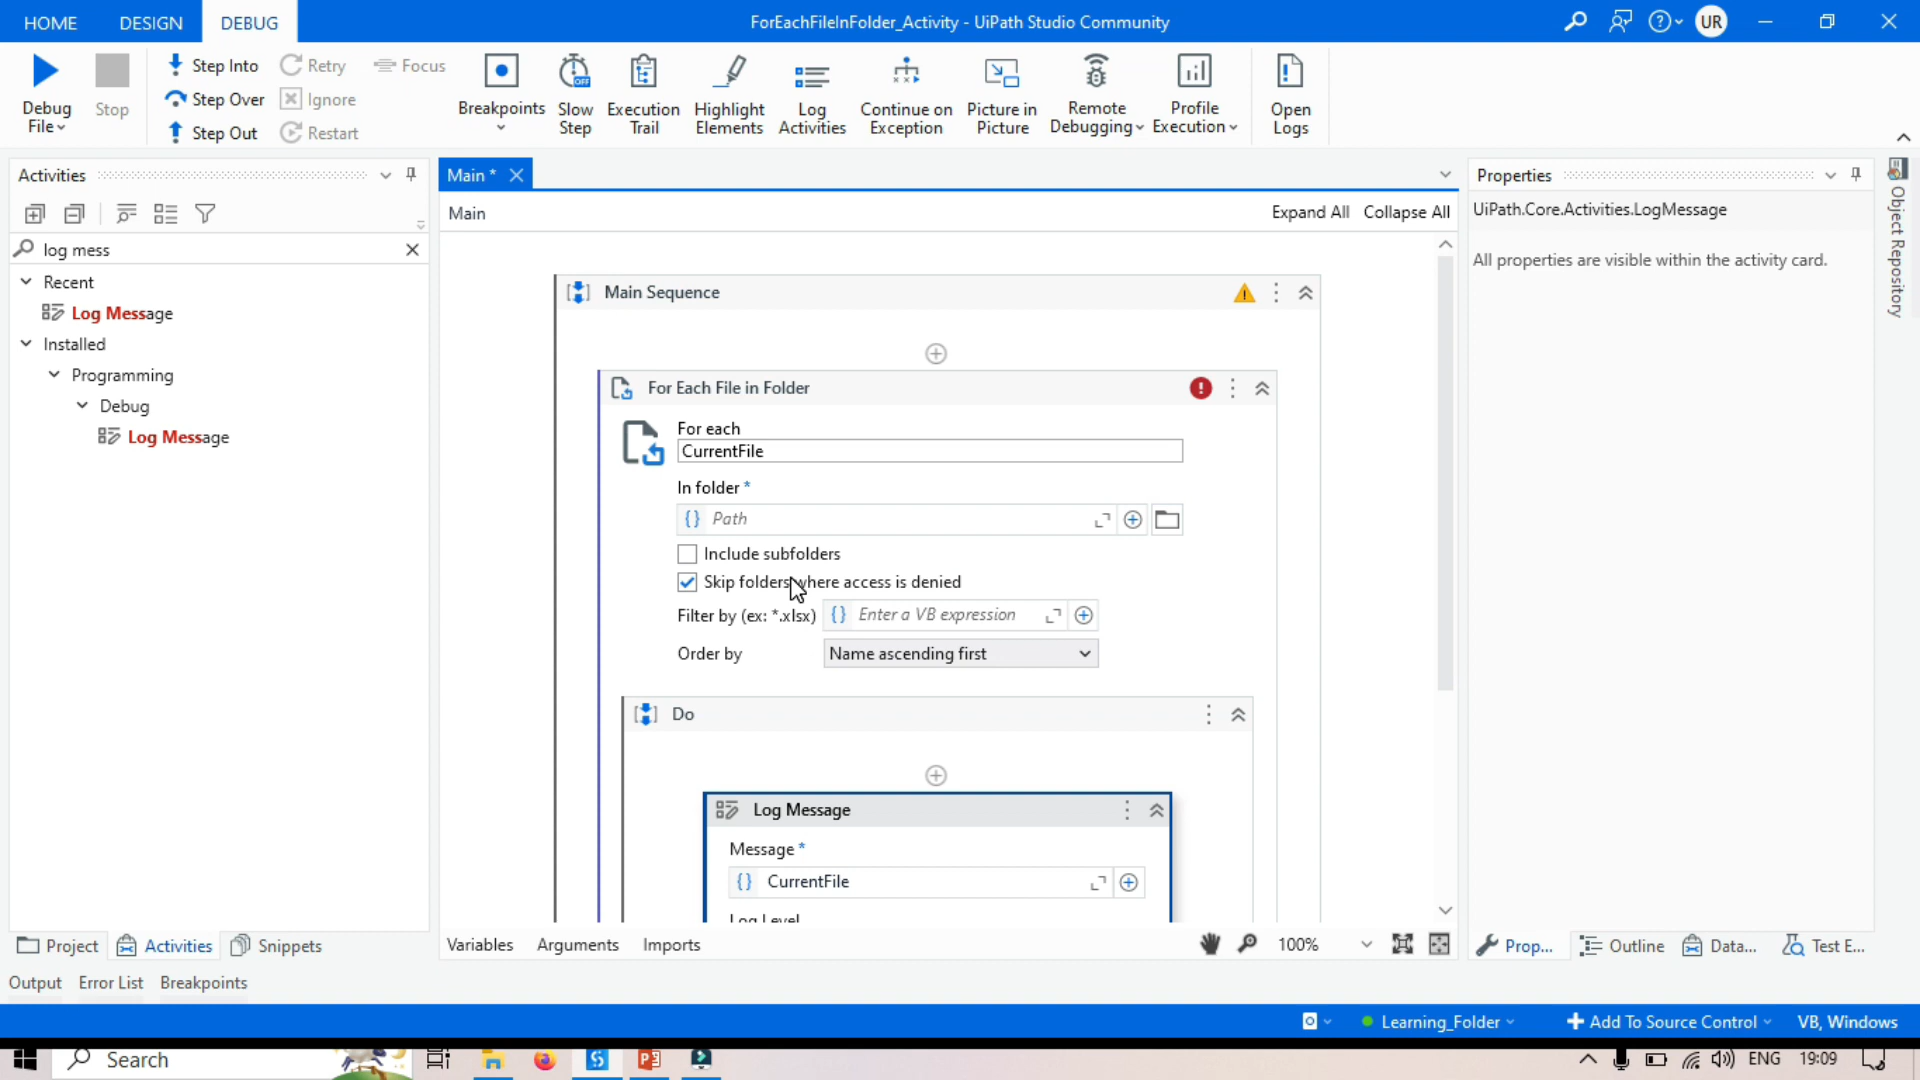 HOME DESIGN DEBUG ForEachFileInFolder_Activity - UiPath Studio Community UR
Debug File Stop Step Into Step Over Step Out Retry Ignore Restart Focus
Breakpoints Slow Step Execution Trail Highlight Elements Log Activities Continue on Exception Picture in Picture Remote Debugging Profile Execution Open Logs
OFF
Activities
log mess
Recent
Log Message
Installed
Programming
Debug
Log Message
Main *
Main Expand All Collapse All
Main Sequence
For Each File in Folder
For each
CurrentFile
In folder *
{} Path
Include subfolders
Skip folders where access is denied
Filter by (ex: *.xlsx) {} Enter a VB expression
Order by Name ascending first
Do
Log Message
Message *
{} CurrentFile
Log Level
Properties
UiPath.Core.Activities.LogMessage
All properties are visible within the activity card.
Object Repository
Project Activities Snippets
Variables Arguments Imports 100%
Prop... Outline Data... Test E...
Output Error List Breakpoints
Learning_Folder Add To Source Control VB, Windows
Search ENG 19:09